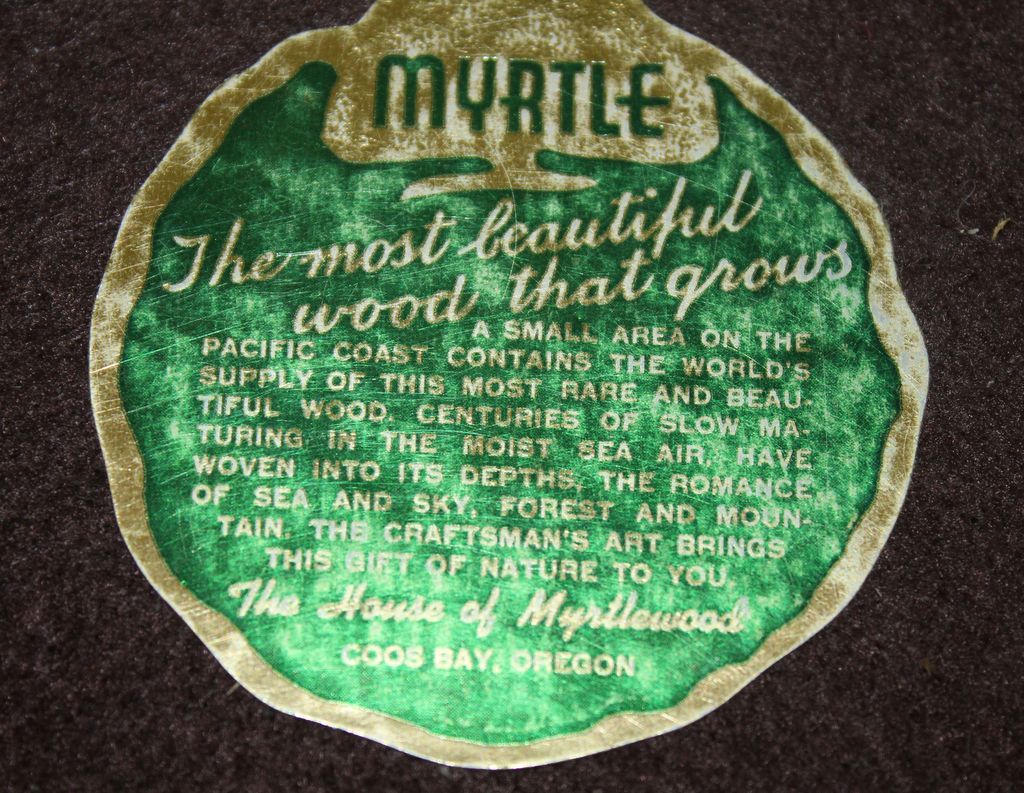 MYRTLE
The most beautiful
wood that grows
A SMALL AREA ON THE
PACIFIC COAST CONTAINS THE WORLD'S
SUPPLY OF THIS MOST RARE AND BEAU-
TIFUL WOOD. CENTURIES OF SLOW MA-
TURING IN THE MOIST SEA AIR, HAVE
WOVEN INTO ITS DEPTHS, THE ROMANCE
OF SEA AND SKY, FOREST AND MOUN-
TAIN. THE CRAFTSMAN'S ART BRINGS
THIS GIFT OF NATURE TO YOU.
The House of Myrtlewood
COOS BAY, OREGON